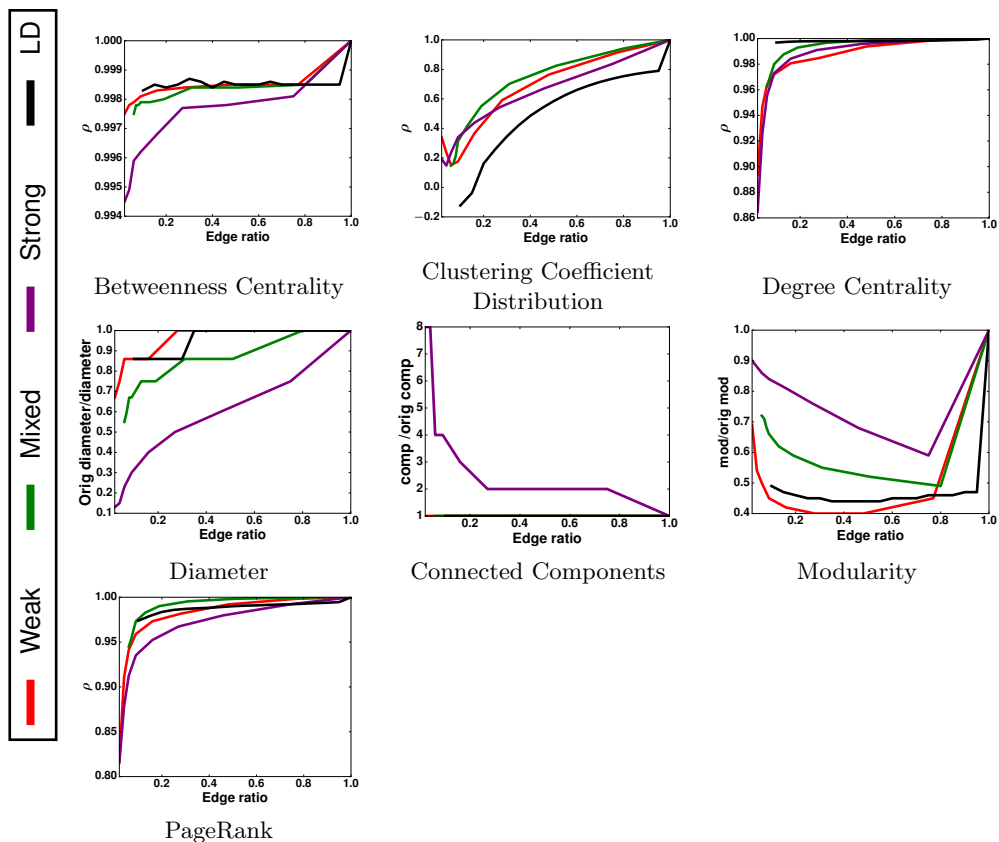 Weak Mixed Strong LD
1.000
0.999
0.998
0.997
0.996
0.995
0.994
ρ
0.2 0.4 0.6 0.8 1.0
Edge ratio
Betweenness Centrality
1.0
0.8
0.6
0.4
0.2
0.0
−0.2
ρ
0.2 0.4 0.6 0.8 1.0
Edge ratio
Clustering Coefficient
Distribution
1.00
0.98
0.96
0.94
0.92
0.90
0.88
0.86
ρ
0.2 0.4 0.6 0.8 1.0
Edge ratio
Degree Centrality
1.0
0.9
0.8
0.7
0.6
0.5
0.4
0.3
0.2
0.1
Orig diameter/diameter
0.2 0.4 0.6 0.8 1.0
Edge ratio
Diameter
8
7
6
5
4
3
2
1
comp /orig comp
0.2 0.4 0.6 0.8 1.0
Edge ratio
Connected Components
1.0
0.9
0.8
0.7
0.6
0.5
0.4
mod/orig mod
0.2 0.4 0.6 0.8 1.0
Edge ratio
Modularity
1.00
0.95
0.90
0.85
0.80
ρ
0.2 0.4 0.6 0.8 1.0
Edge ratio
PageRank